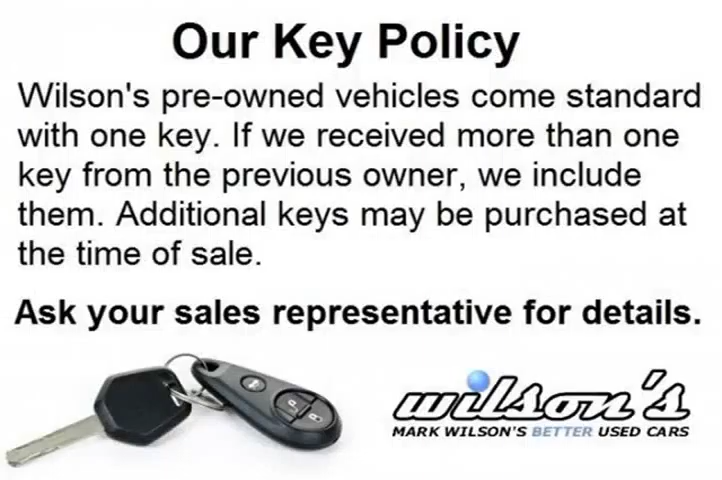 Our Key Policy
Wilson's pre-owned vehicles come standard
with one key. If we received more than one
key from the previous owner, we include
them. Additional keys may be purchased at
the time of sale.
Ask your sales representative for details.
wilson's
MARK WILSON'S BETTER USED CARS